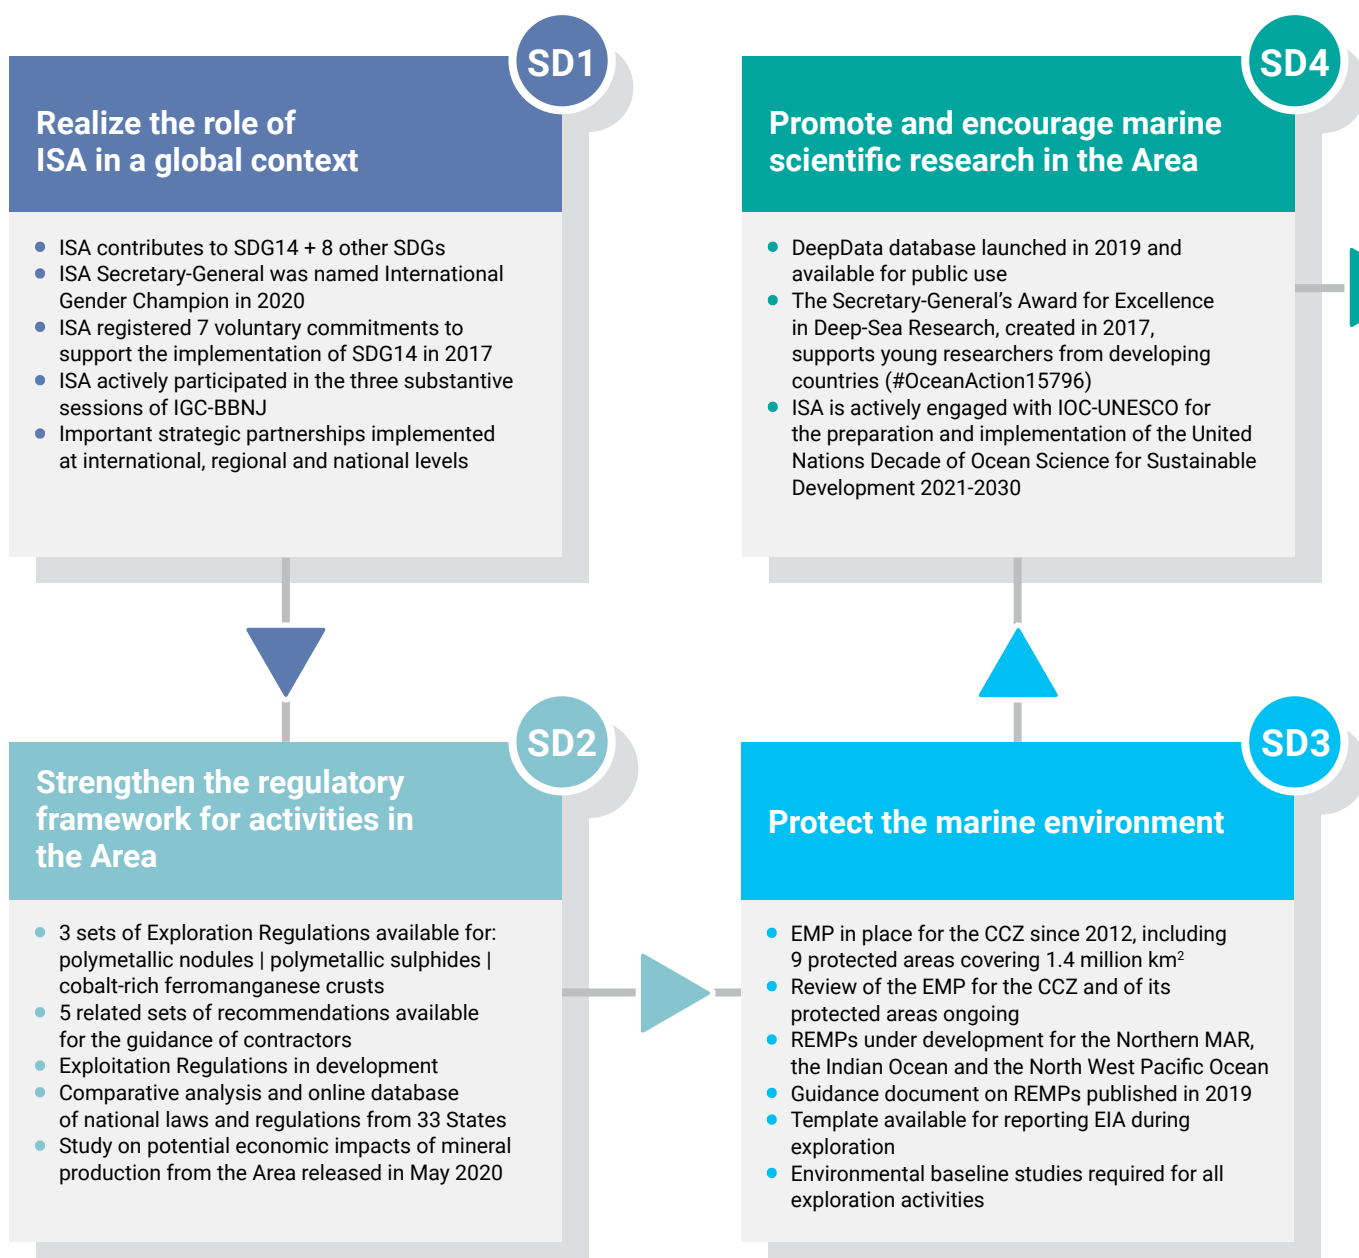 SD1
Realize the role of
ISA in a global context
ISA contributes to SDG14 + 8 other SDGs
ISA Secretary-General was named International
Gender Champion in 2020
ISA registered 7 voluntary commitments to
support the implementation of SDG14 in 2017
ISA actively participated in the three substantive
sessions of IGC-BBNJ
Important strategic partnerships implemented
at international, regional and national levels
SD2
Strengthen the regulatory
framework for activities in
the Area
3 sets of Exploration Regulations available for:
polymetallic nodules | polymetallic sulphides |
cobalt-rich ferromanganese crusts
5 related sets of recommendations available
for the guidance of contractors
Exploitation Regulations in development
Comparative analysis and online database
of national laws and regulations from 33 States
Study on potential economic impacts of mineral
production from the Area released in May 2020
SD3
Protect the marine environment
EMP in place for the CCZ since 2012, including
9 protected areas covering 1.4 million km²
Review of the EMP for the CCZ and of its
protected areas ongoing
REMPs under development for the Northern MAR,
the Indian Ocean and the North West Pacific Ocean
Guidance document on REMPs published in 2019
Template available for reporting EIA during
exploration
Environmental baseline studies required for all
exploration activities
SD4
Promote and encourage marine
scientific research in the Area
DeepData database launched in 2019 and
available for public use
The Secretary-General’s Award for Excellence
in Deep-Sea Research, created in 2017,
supports young researchers from developing
countries (#OceanAction15796)
ISA is actively engaged with IOC-UNESCO for
the preparation and implementation of the United
Nations Decade of Ocean Science for Sustainable
Development 2021-2030